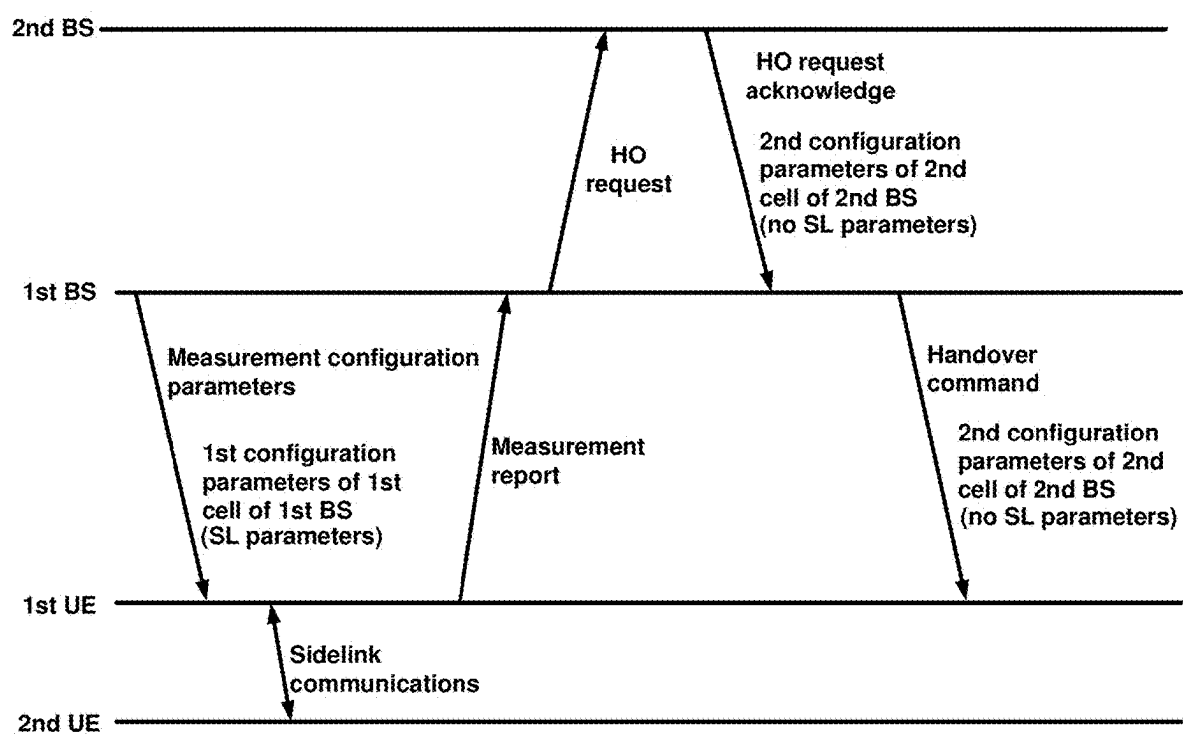 2nd BS
HO request
acknowledge
2nd configuration
parameters of 2nd
cell of 2nd BS
(no SL parameters)
HO
request
1st BS
Measurement configuration
parameters
1st configuration
parameters of 1st
cell of 1st BS
(SL parameters)
Measurement
report
Handover
command
2nd configuration
parameters of 2nd
cell of 2nd BS
(no SL parameters)
1st UE
Sidelink
communications
2nd UE